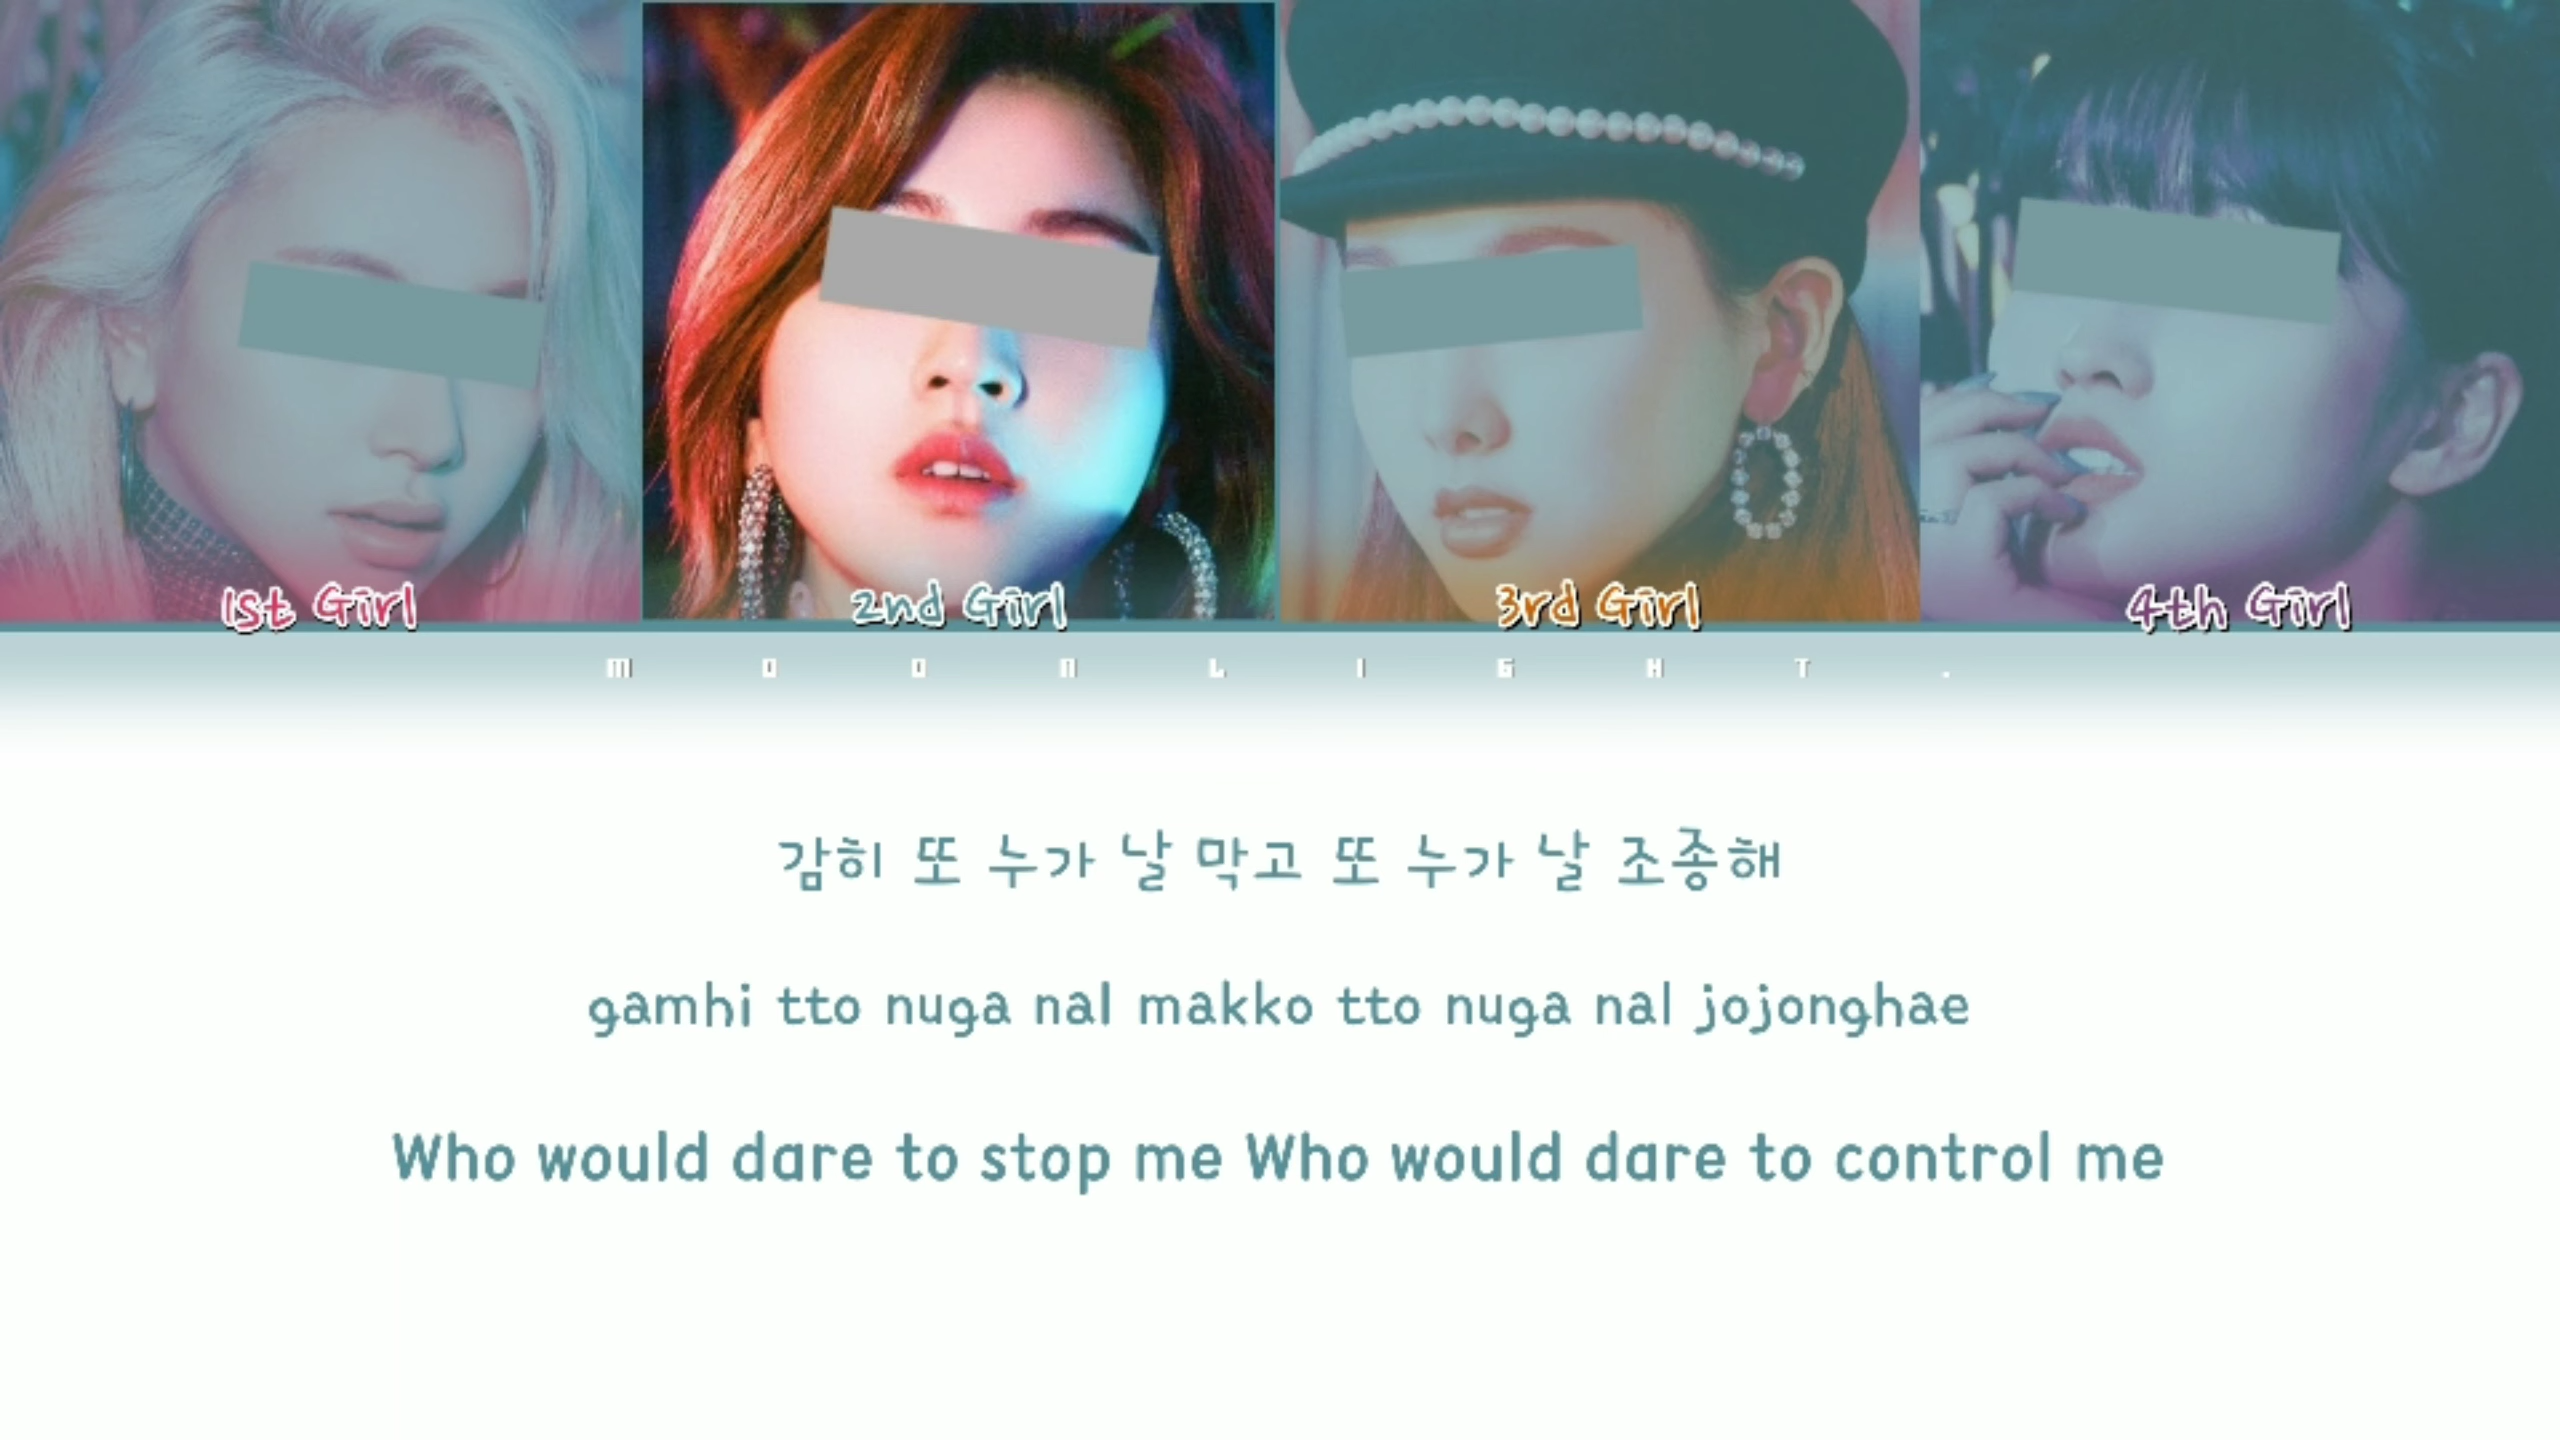 1st Girl 2nd Girl 3rd Girl 4th Girl
MOONLIGHT.
감히 또 누가 날 막고 또 누가 날 조종해
gamhi tto nuga nal makko tto nuga nal jojonghae
Who would dare to stop me Who would dare to control me